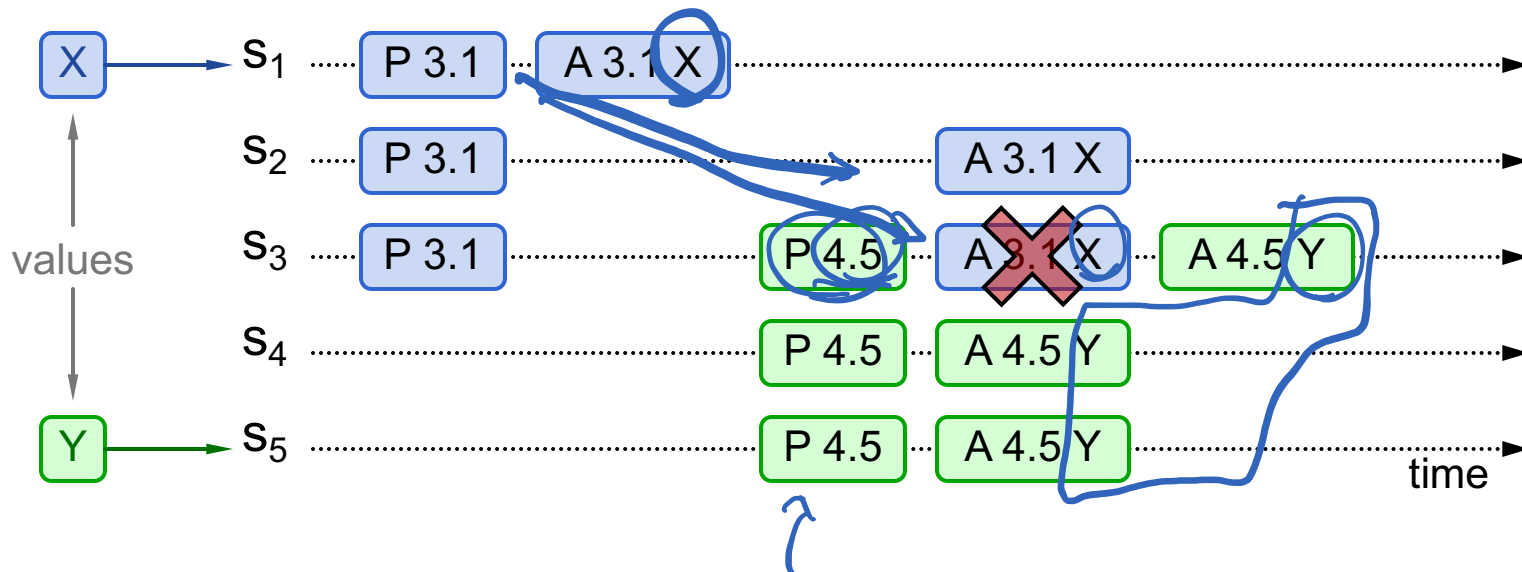 X s1 P 3.1 A 3.1 X
s2 P 3.1 A 3.1 X
values s3 P 3.1 P 4.5 A 3.1 X A 4.5 Y
s4 P 4.5 A 4.5 Y
Y s5 P 4.5 A 4.5 Y
time